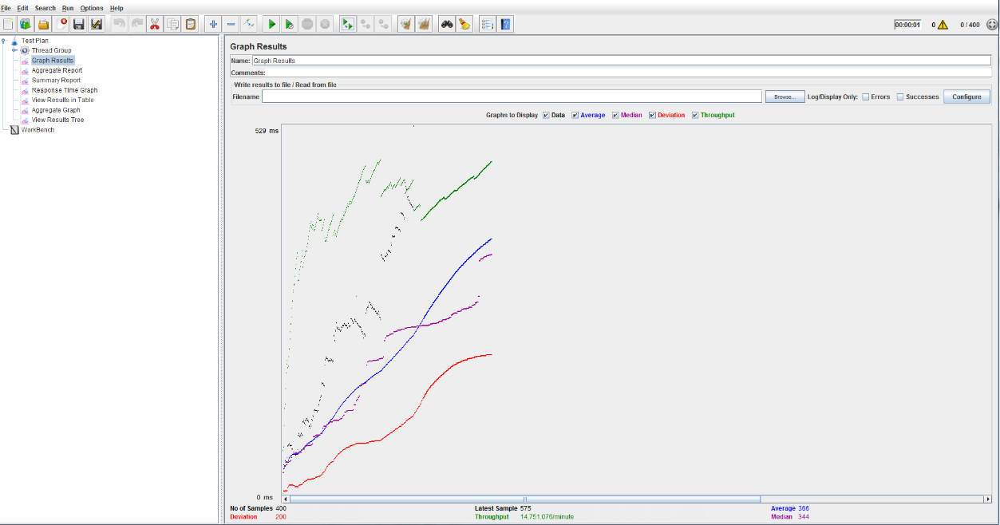 File Edit Search Run Options Help
00:00:01 0 0 / 400
Test Plan
Thread Group
Graph Results
Aggregate Report
Summary Report
Response Time Graph
View Results in Table
Aggregate Graph
View Results Tree
WorkBench
Graph Results
Name: Graph Results
Comments:
Write results to file / Read from file
Filename Browse... Log/Display Only: Errors Successes Configure
Graphs to Display Data Average Median Deviation Throughput
529 ms
0 ms
No of Samples 400 Latest Sample 575 Average 366
Deviation 200 Throughput 14,751.076/minute Median 344